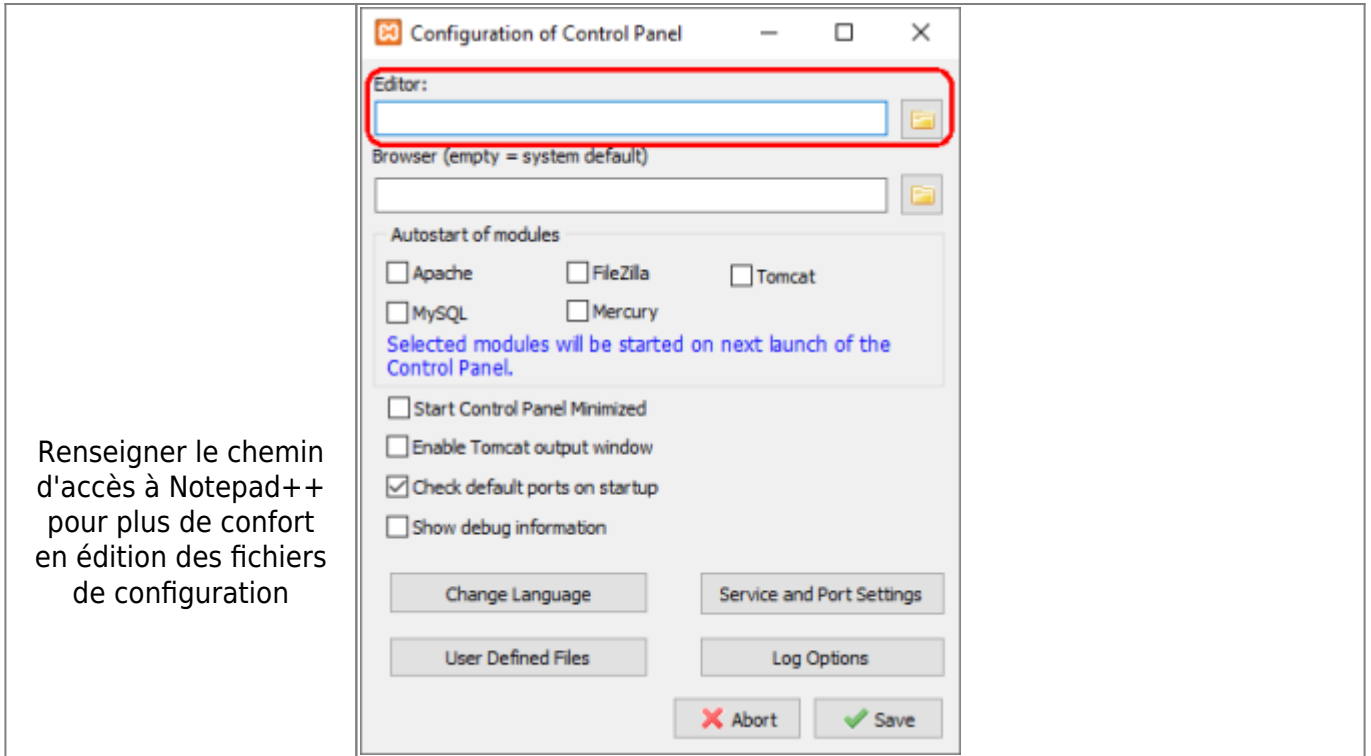 Renseigner le chemin
d'accès à Notepad++
pour plus de confort
en édition des fichiers
de configuration
Configuration of Control Panel
Editor:
Browser (empty = system default)
Autostart of modules
Apache FileZilla Tomcat
MySQL Mercury
Selected modules will be started on next launch of the
Control Panel.
Start Control Panel Minimized
Enable Tomcat output window
Check default ports on startup
Show debug information
Change Language Service and Port Settings
User Defined Files Log Options
Abort Save